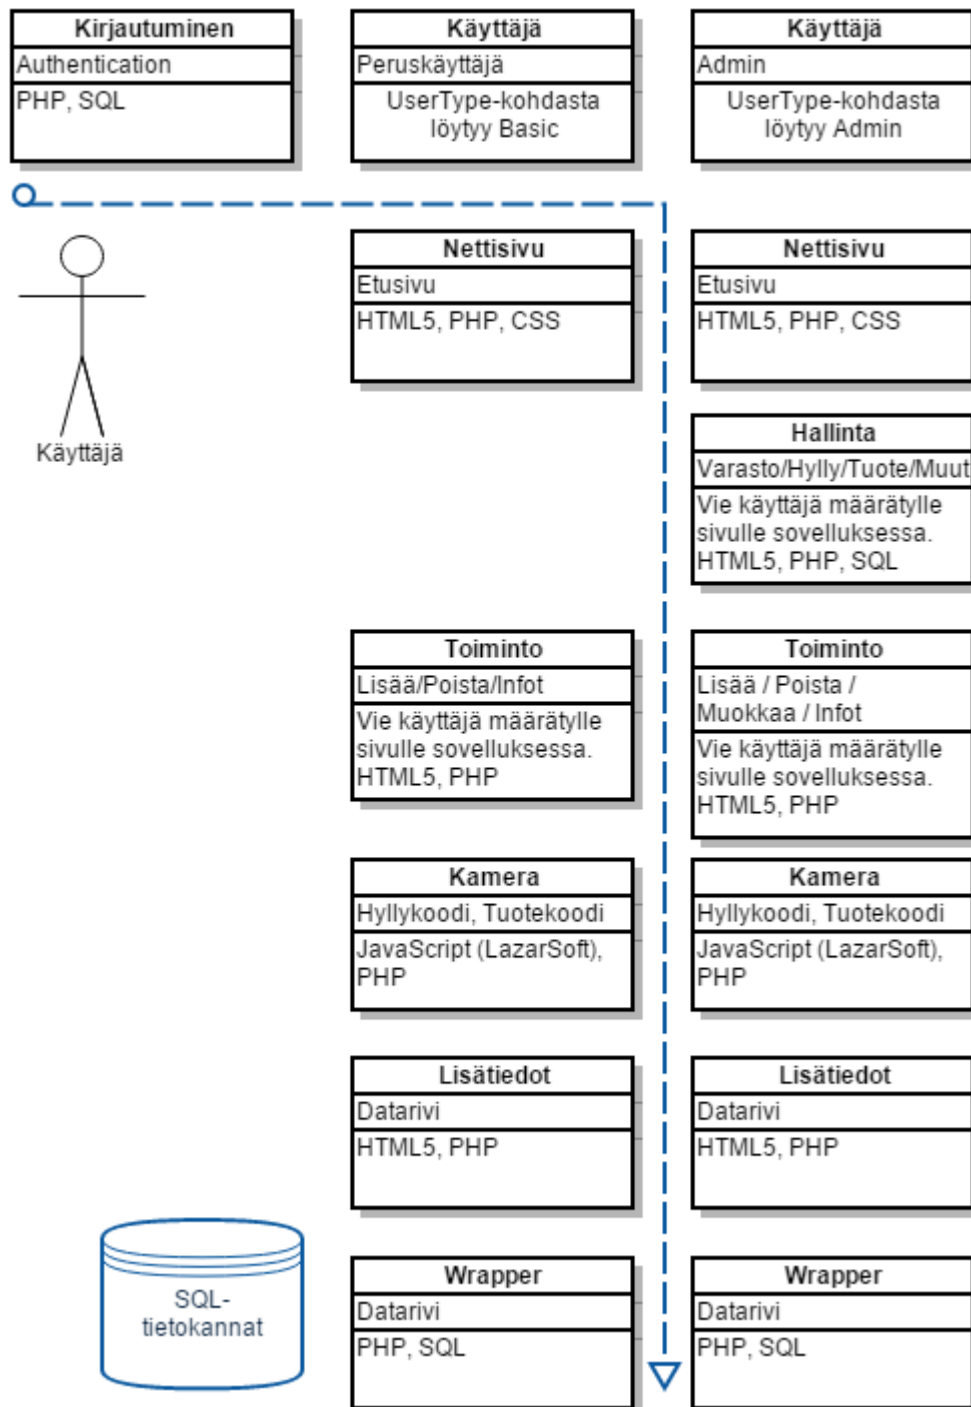 Kirjautuminen
Authentication
PHP, SQL
Käyttäjä
Peruskäyttäjä
UserType-kohdasta
löytyy Basic
Käyttäjä
Admin
UserType-kohdasta
löytyy Admin
Käyttäjä
Nettisivu
Etusivu
HTML5, PHP, CSS
Nettisivu
Etusivu
HTML5, PHP, CSS
Hallinta
Varasto/Hylly/Tuote/Muut
Vie käyttäjä määrätylle
sivulle sovelluksessa.
HTML5, PHP, SQL
Toiminto
Lisää/Poista/Infot
Vie käyttäjä määrätylle
sivulle sovelluksessa.
HTML5, PHP
Toiminto
Lisää / Poista /
Muokkaa / Infot
Vie käyttäjä määrätylle
sivulle sovelluksessa.
HTML5, PHP
Kamera
Hyllykoodi, Tuotekoodi
JavaScript (LazarSoft),
PHP
Kamera
Hyllykoodi, Tuotekoodi
JavaScript (LazarSoft),
PHP
Lisätiedot
Datarivi
HTML5, PHP
Lisätiedot
Datarivi
HTML5, PHP
SQL-
tietokannat
Wrapper
Datarivi
PHP, SQL
Wrapper
Datarivi
PHP, SQL